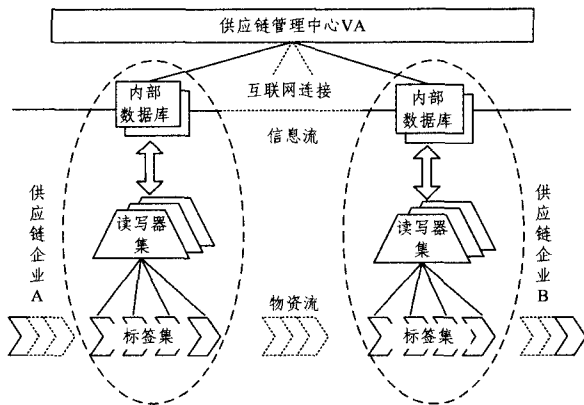 供应链管理中心VA
内部
数据库
互联网连接
内部
数据库
信息流
供应链企业A
读写器
集
读写器
集
供应链企业B
物资流
标签集
标签集